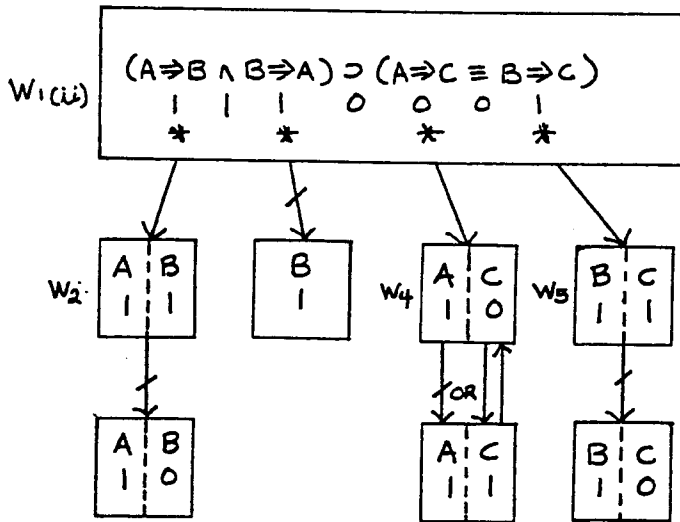 (A⇒B ∧ B⇒A) ⊃ (A⇒C ≡ B⇒C)
W1(ii)
1 1 1 0 0 0 1
* * * *
A B
1 1
W2
B
1
W4
A C
1 0
W5
B C
1 1
OR
A B
1 0
A C
1 1
B C
1 0